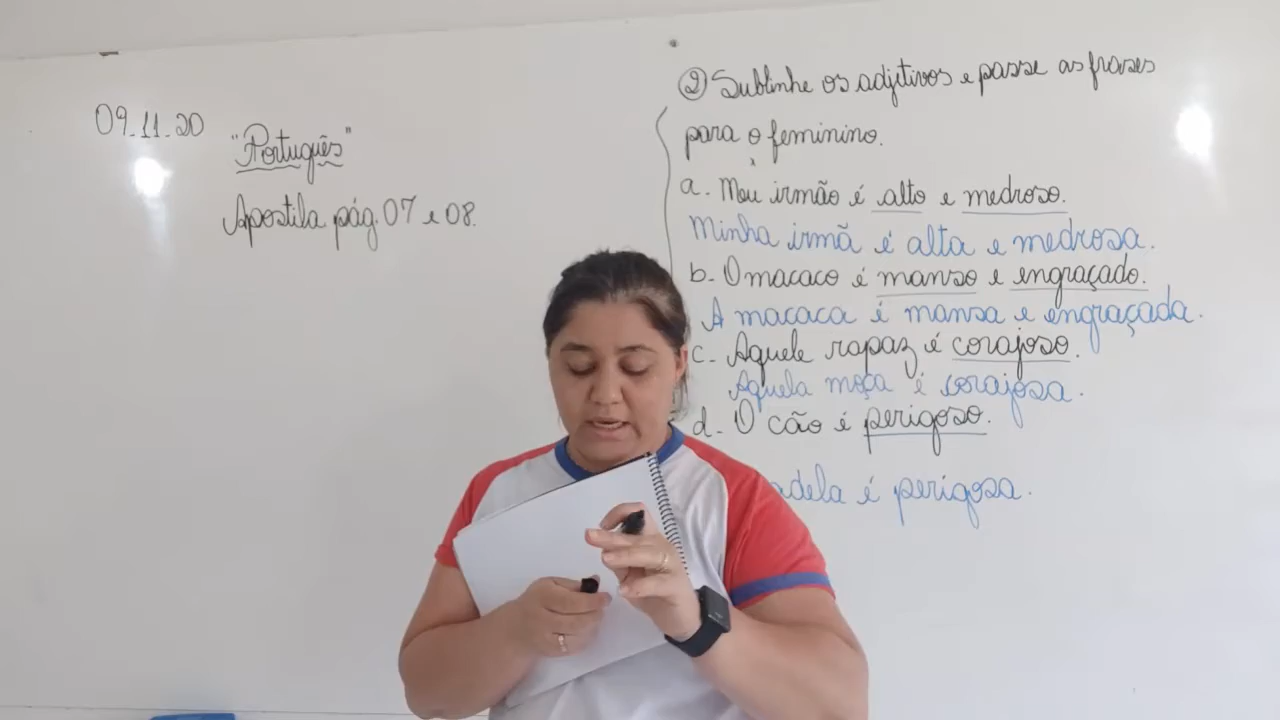 09.11.20
"Português"
Apostila pág. 07 e 08.
② Sublinhe os adjetivos e passe as frases
para o feminino.
a. Meu irmão é alto e medroso.
Minha irmã é alta e medrosa.
b. O macaco é manso e engraçado.
A macaca é mansa e engraçada.
c. Aquele rapaz é corajoso.
Aquela moça é corajosa.
d. O cão é perigoso.
adela é perigosa.